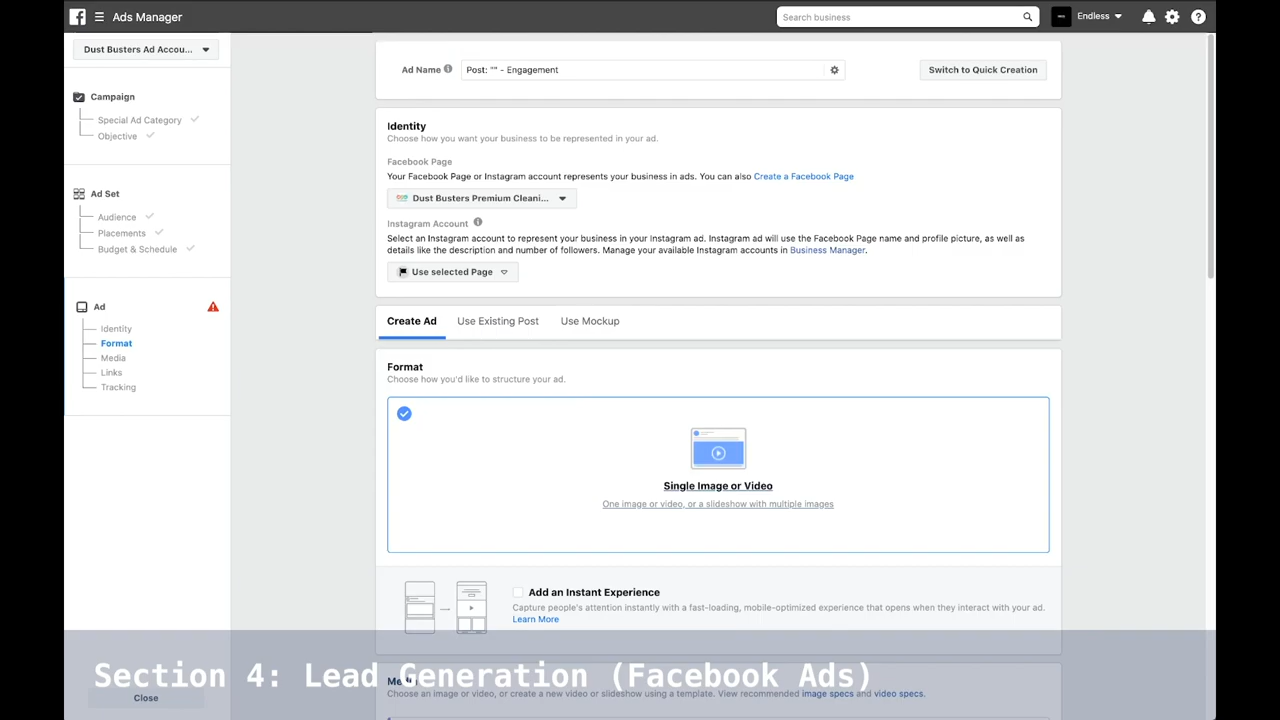 Ads Manager
Search business
Endless
Dust Busters Ad Accou...
Campaign
Special Ad Category
Objective
Ad Set
Audience
Placements
Budget & Schedule
Ad
Identity
Format
Media
Links
Tracking
Close
Ad Name
Post: "" - Engagement
Switch to Quick Creation
Identity
Choose how you want your business to be represented in your ad.
Facebook Page
Your Facebook Page or Instagram account represents your business in ads. You can also Create a Facebook Page
Dust Busters Premium Cleani...
Instagram Account
Select an Instagram account to represent your business in your Instagram ad. Instagram ad will use the Facebook Page name and profile picture, as well as
details like the description and number of followers. Manage your available Instagram accounts in Business Manager.
Use selected Page
Create Ad
Use Existing Post
Use Mockup
Format
Choose how you'd like to structure your ad.
Single Image or Video
One image or video, or a slideshow with multiple images
Add an Instant Experience
Capture people's attention instantly with a fast-loading, mobile-optimized experience that opens when they interact with your ad.
Learn More
Section 4: Lead Generation (Facebook Ads)
Choose an image or video, or create a new video or slideshow using a template. View recommended image specs and video specs.